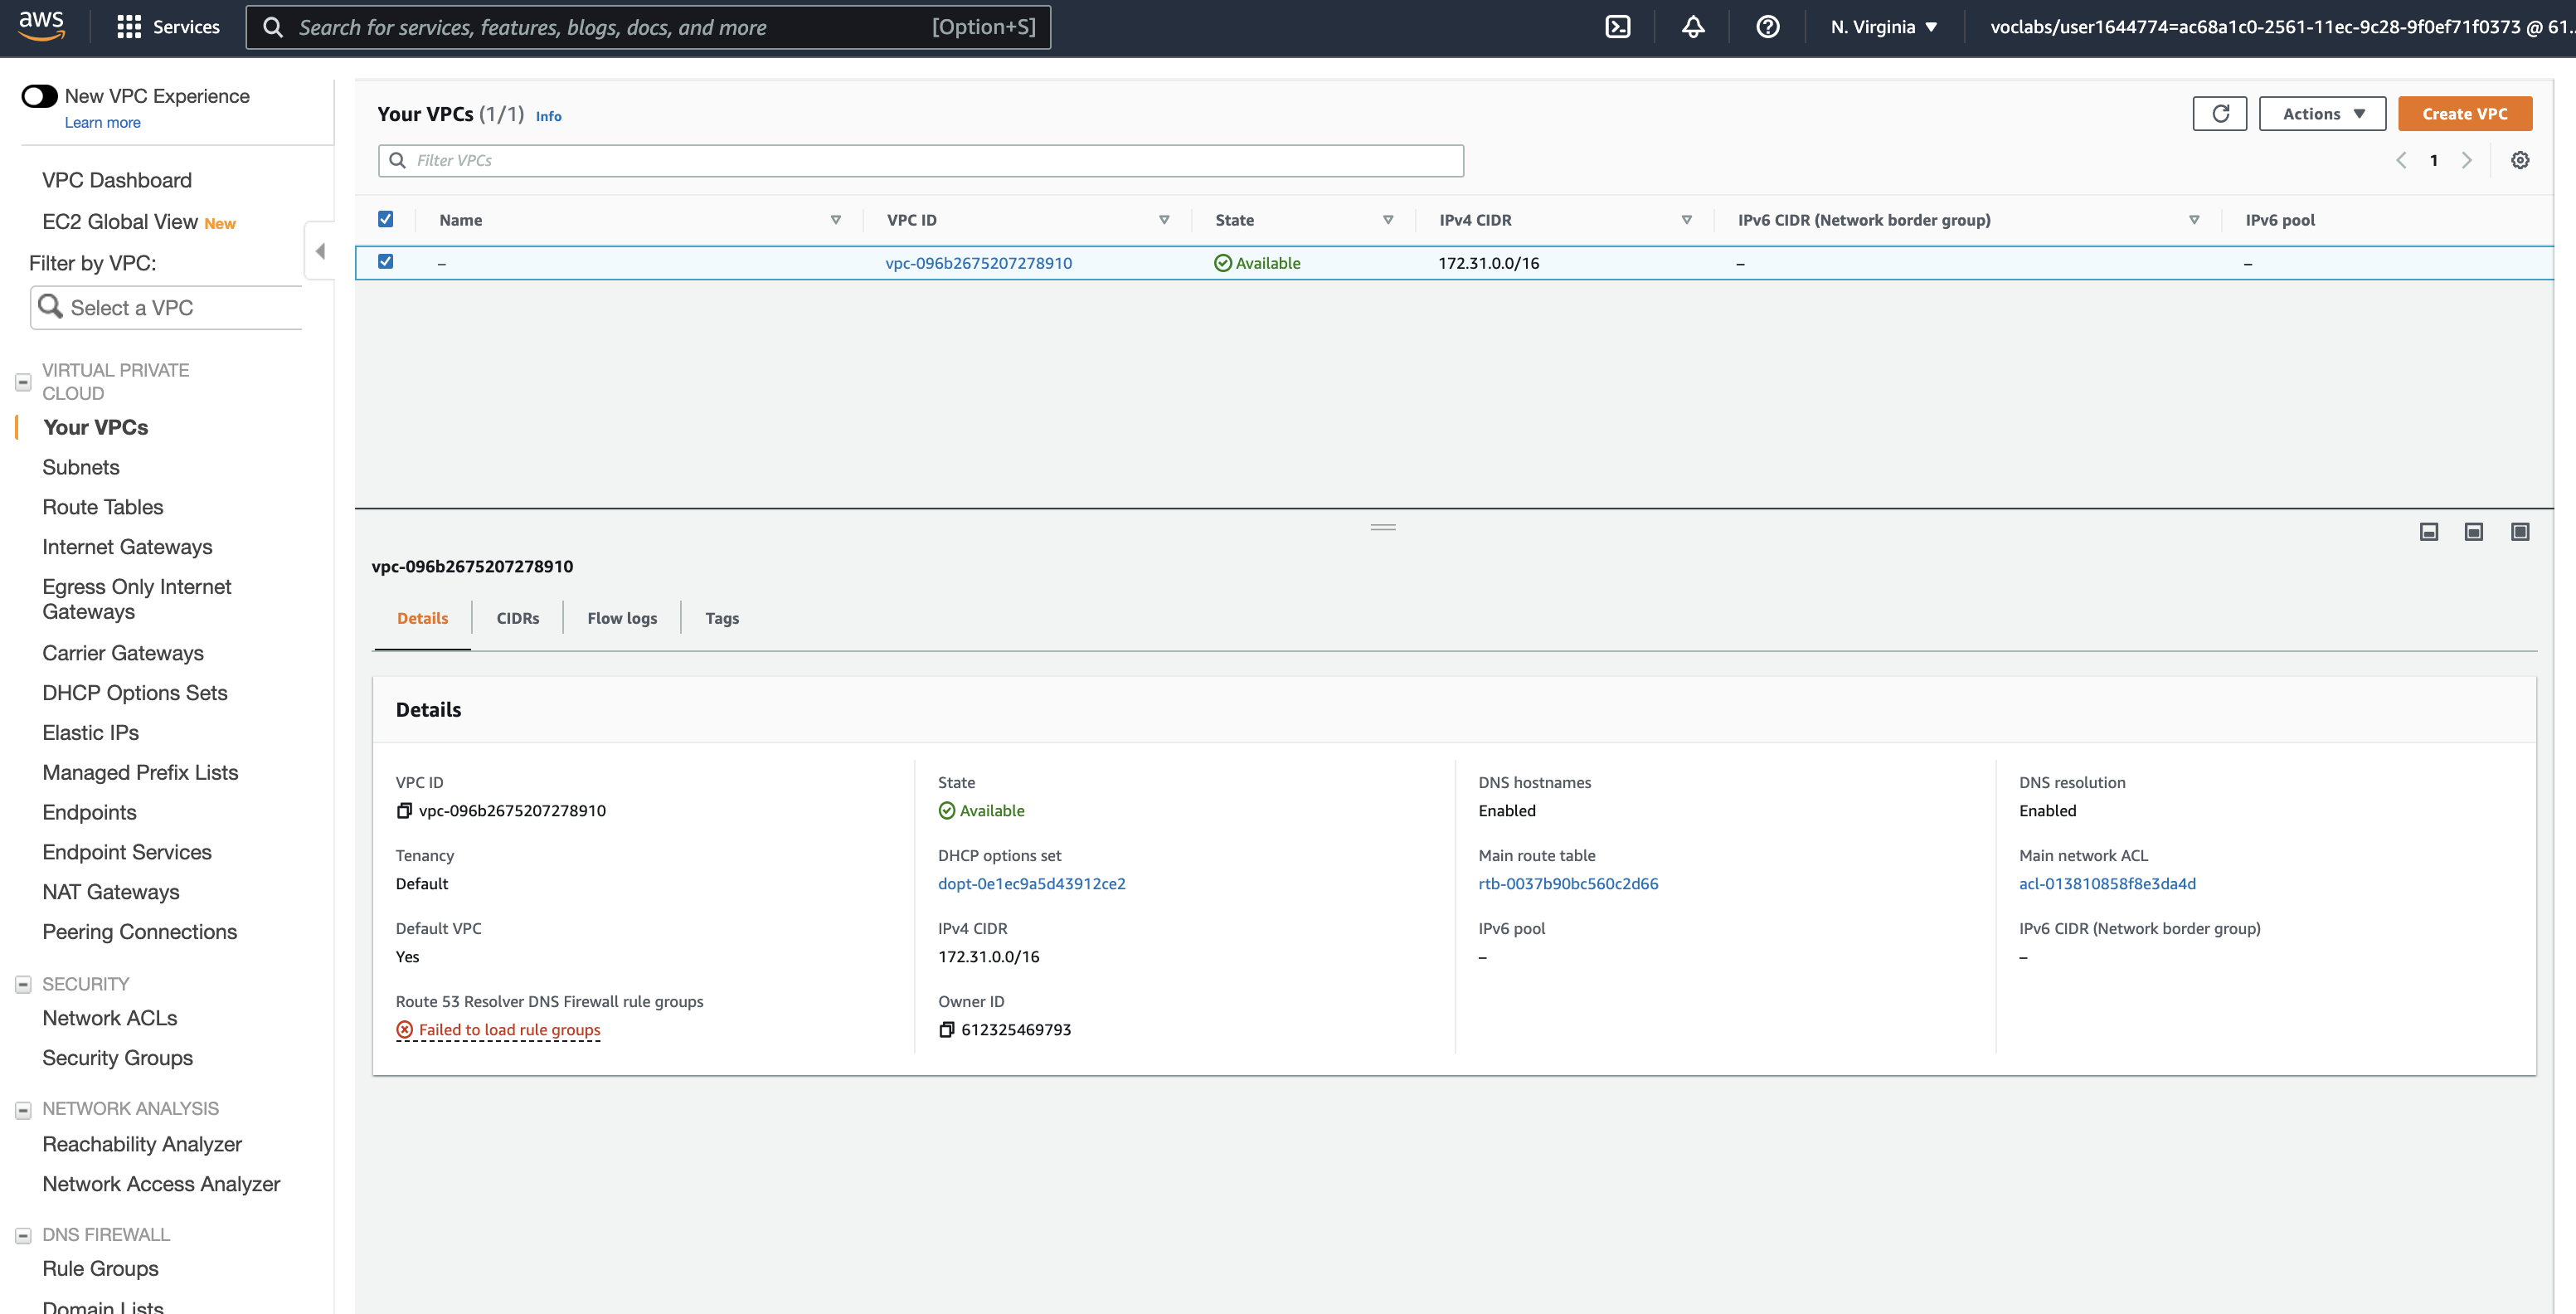 aws
Services
Search for services, features, blogs, docs, and more
[Option+S]
N. Virginia
voclabs/user1644774=ac68a1c0-2561-11ec-9c28-9f0ef71f0373 @ 61...
New VPC Experience
Learn more
VPC Dashboard
EC2 Global View New
Filter by VPC:
Select a VPC
VIRTUAL PRIVATE
CLOUD
Your VPCs
Subnets
Route Tables
Internet Gateways
Egress Only Internet
Gateways
Carrier Gateways
DHCP Options Sets
Elastic IPs
Managed Prefix Lists
Endpoints
Endpoint Services
NAT Gateways
Peering Connections
SECURITY
Network ACLs
Security Groups
NETWORK ANALYSIS
Reachability Analyzer
Network Access Analyzer
DNS FIREWALL
Rule Groups
Domain Lists
Your VPCs (1/1) Info
Actions
Create VPC
Filter VPCs
1
Name VPC ID State IPv4 CIDR IPv6 CIDR (Network border group) IPv6 pool
– vpc-096b2675207278910 Available 172.31.0.0/16 – –
vpc-096b2675207278910
Details CIDRs Flow logs Tags
Details
VPC ID
vpc-096b2675207278910
State
Available
DNS hostnames
Enabled
DNS resolution
Enabled
Tenancy
Default
DHCP options set
dopt-0e1ec9a5d43912ce2
Main route table
rtb-0037b90bc560c2d66
Main network ACL
acl-013810858f8e3da4d
Default VPC
Yes
IPv4 CIDR
172.31.0.0/16
IPv6 pool
–
IPv6 CIDR (Network border group)
–
Route 53 Resolver DNS Firewall rule groups
Failed to load rule groups
Owner ID
612325469793